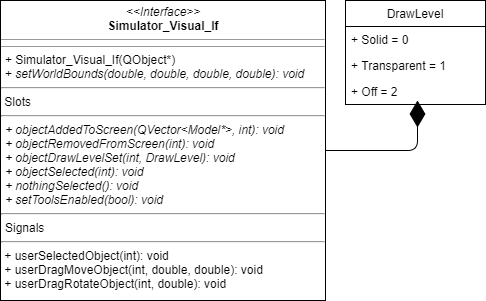 <<Interface>>
Simulator_Visual_If
+ Simulator_Visual_If(QObject*)
+ setWorldBounds(double, double, double, double): void
Slots
+ objectAddedToScreen(QVector<Model*>, int): void
+ objectRemovedFromScreen(int): void
+ objectDrawLevelSet(int, DrawLevel): void
+ objectSelected(int): void
+ nothingSelected(): void
+ setToolsEnabled(bool): void
Signals
+ userSelectedObject(int): void
+ userDragMoveObject(int, double, double): void
+ userDragRotateObject(int, double): void
DrawLevel
+ Solid = 0
+ Transparent = 1
+ Off = 2